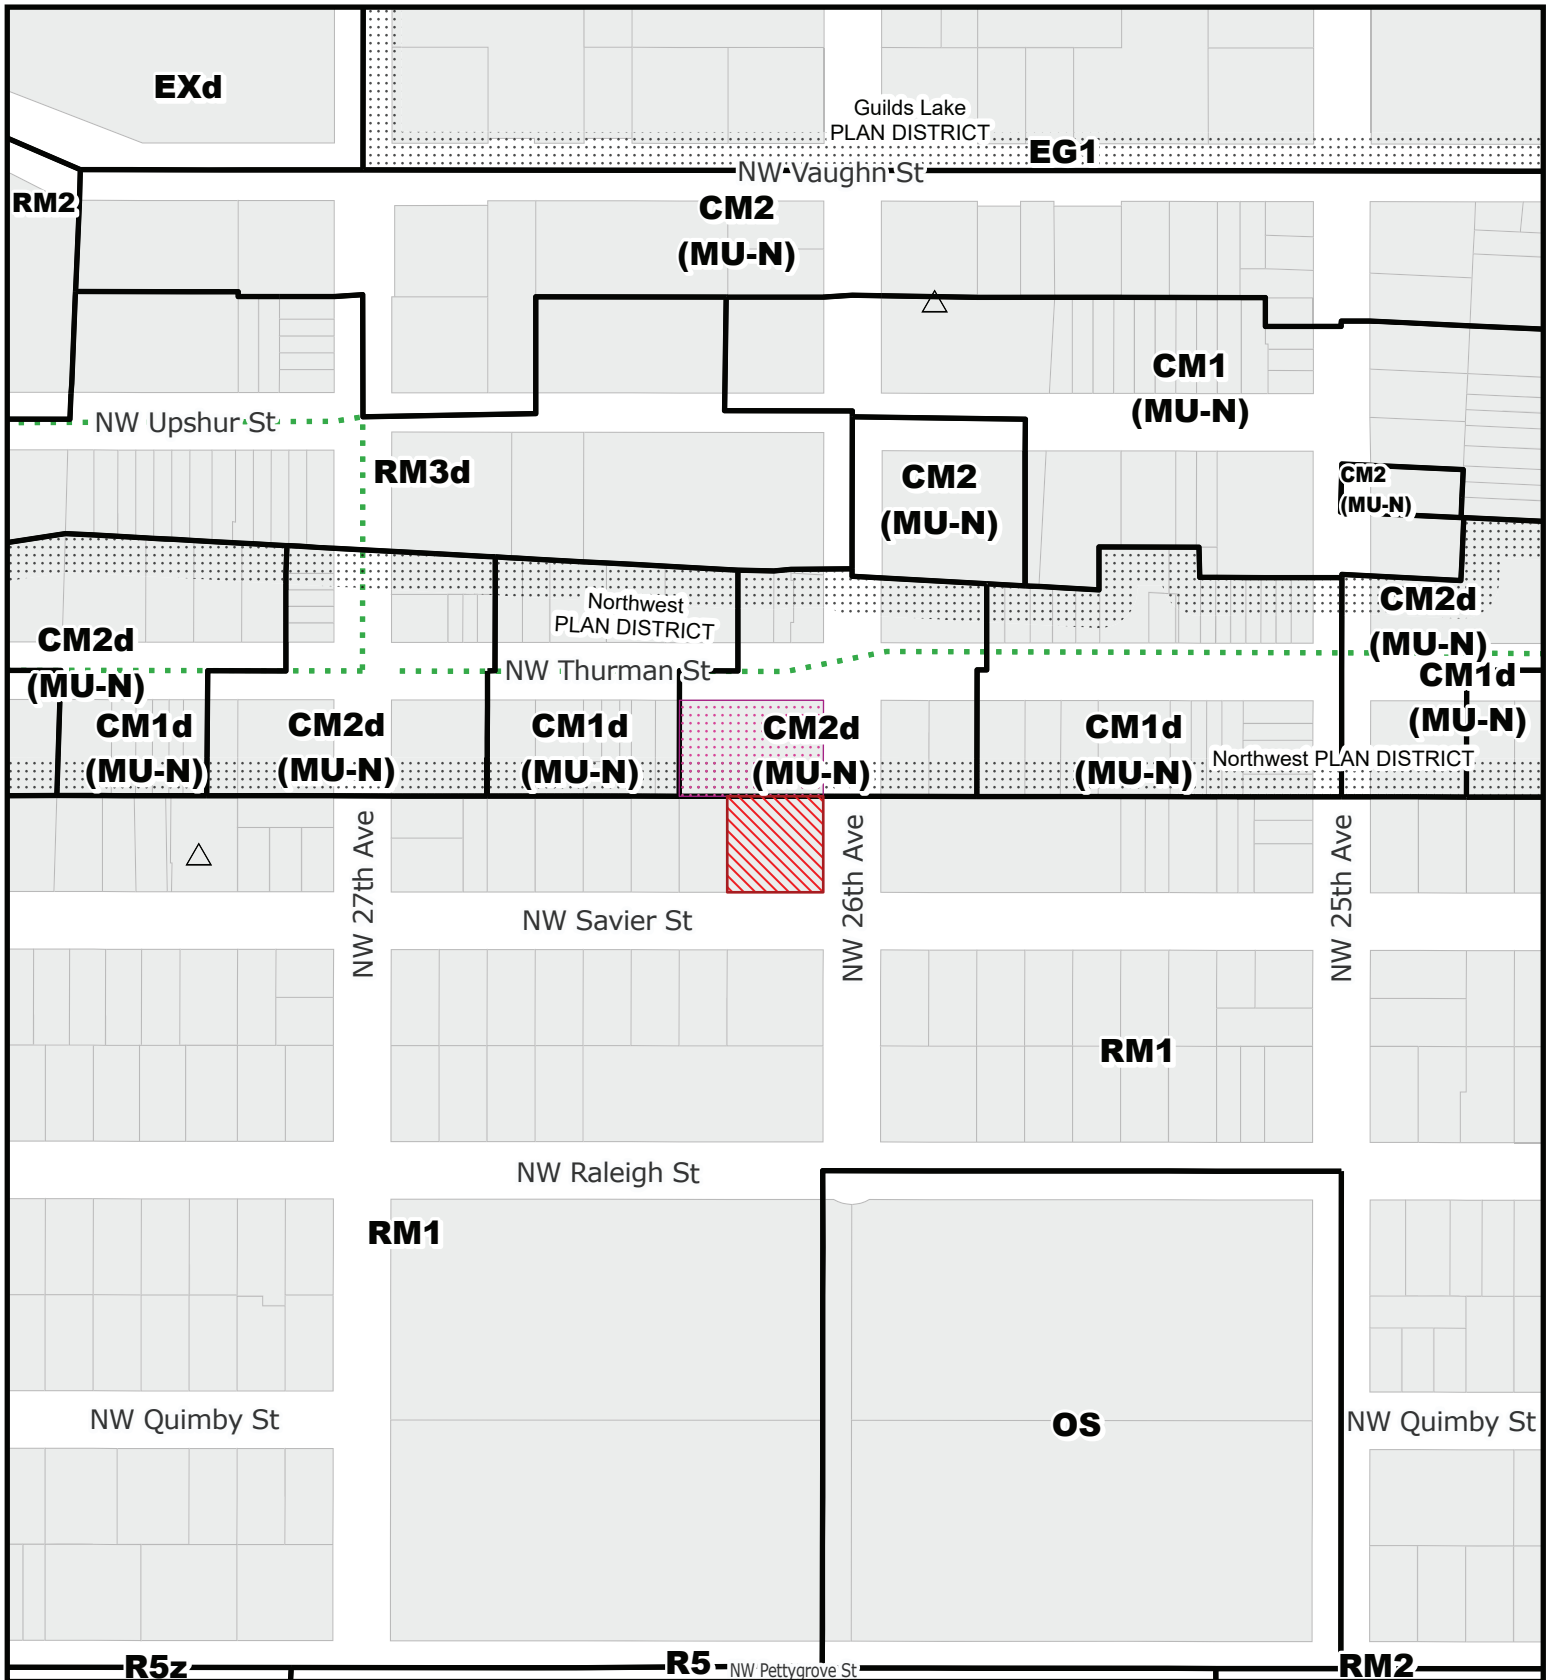 EXd
Guilds Lake
PLAN DISTRICT
EG1
NW Vaughn St
RM2
CM2
(MU-N)
CM1
(MU-N)
NW Upshur St
RM3d
CM2
(MU-N)
CM2
(MU-N)
Northwest
PLAN DISTRICT
CM2d
(MU-N)
CM2d
(MU-N)
NW Thurman St
CM1d
(MU-N)
CM1d
(MU-N)
CM2d
(MU-N)
CM1d
(MU-N)
CM2d
(MU-N)
CM1d
(MU-N)
Northwest PLAN DISTRICT
NW 27th Ave
NW 26th Ave
NW 25th Ave
NW Savier St
RM1
NW Raleigh St
RM1
NW Quimby St
OS
NW Quimby St
R5z
R5
NW Pettygrove St
RM2